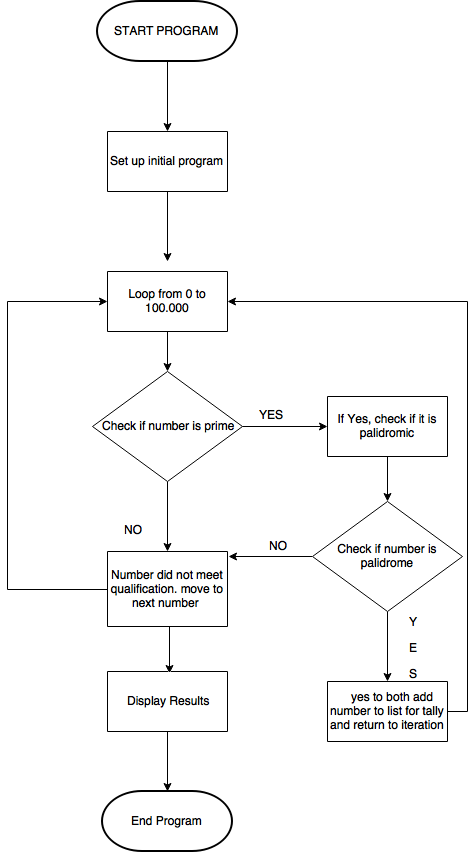 START PROGRAM
Set up initial program
Loop from 0 to
100.000
Check if number is prime
YES
If Yes, check if it is
palidromic
NO
NO
Check if number is
palidrome
Number did not meet
qualification. move to
next number
Y
E
S
Display Results
yes to both add
number to list for tally
and return to iteration
End Program